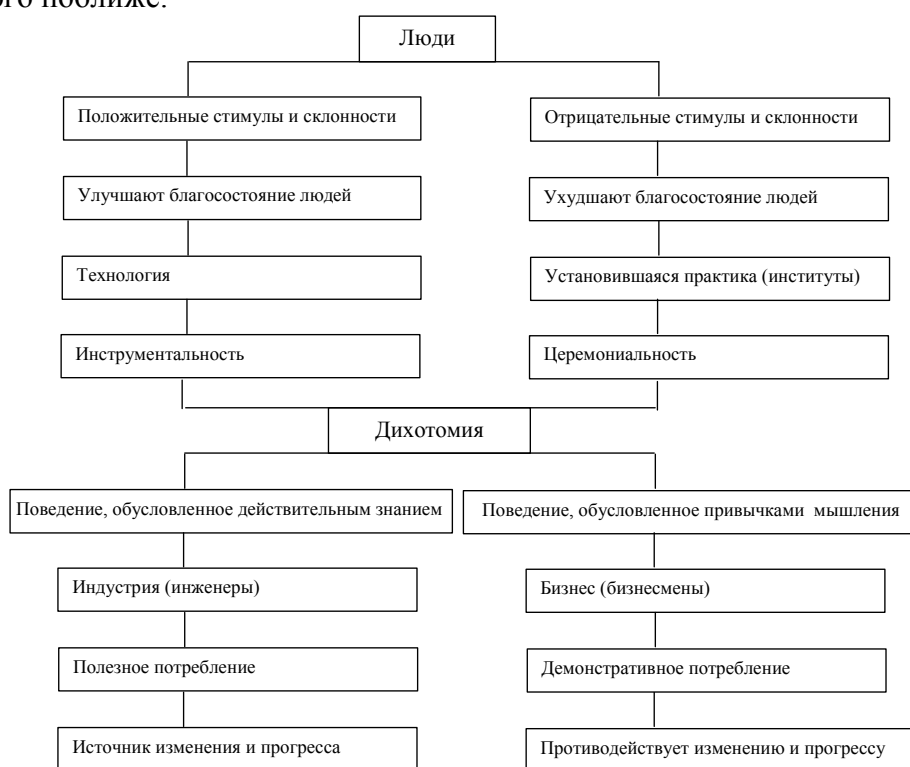 поближе.
Люди
Положительные стимулы и склонности
Отрицательные стимулы и склонности
Улучшают благосостояние людей
Ухудшают благосостояние людей
Технология
Установившаяся практика (институты)
Инструментальность
Церемониальность
Дихотомия
Поведение, обусловленное действительным знанием
Поведение, обусловленное привычками мышления
Индустрия (инженеры)
Бизнес (бизнесмены)
Полезное потребление
Демонстративное потребление
Источник изменения и прогресса
Противодействует изменению и прогрессу